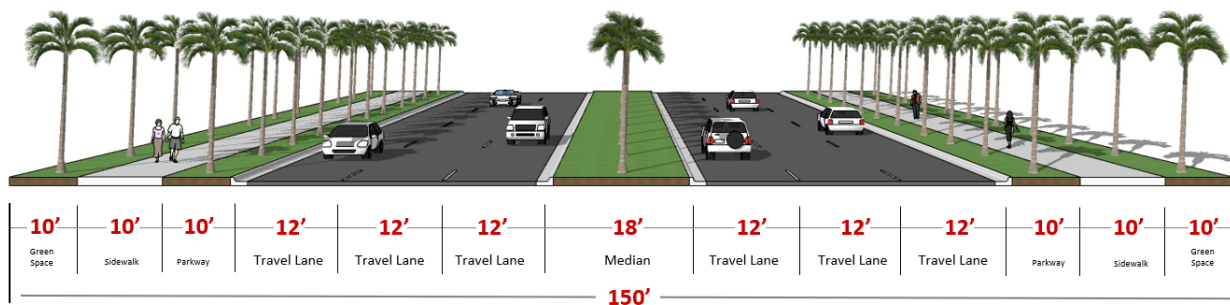 10’ 10’ 10’ 12’ 12’ 12’ 18’ 12’ 12’ 12’ 10’ 10’ 10’
Green Space Sidewalk Parkway Travel Lane Travel Lane Travel Lane Median Travel Lane Travel Lane Travel Lane Parkway Sidewalk Green Space
150’